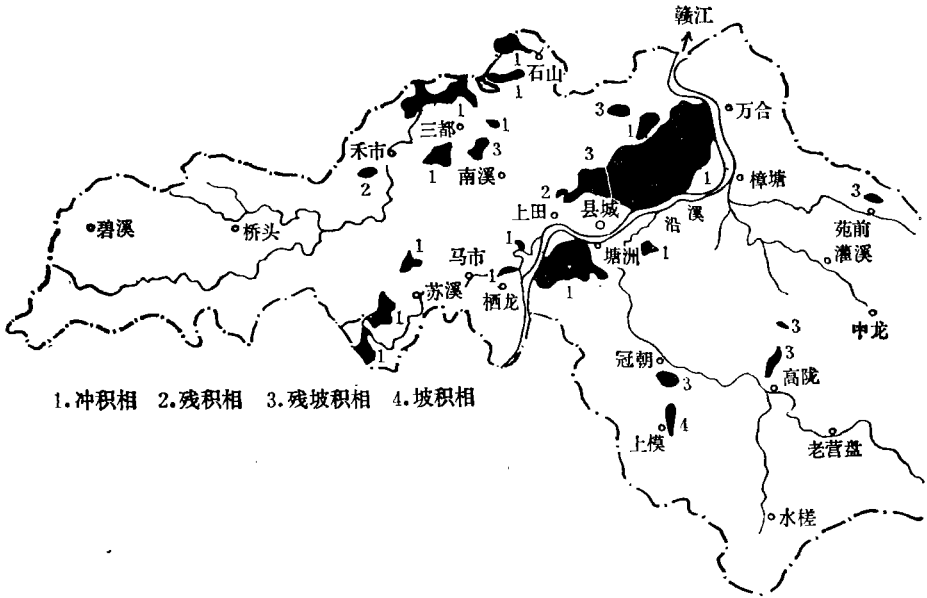 赣江
1
石山
1
3
万合
1
三都
1
1
3
禾市
1
3
2
南溪
2
1
樟塘
3
上田
县城
沿溪
苑前
碧溪
桥头
1
1
塘洲
1
灌溪
马市
1
栖龙
1
苏溪
1
3
中龙
1
冠朝
3
3
高陇
1.冲积相 2.残积相 3.残坡积相 4.坡积相
4
上模
老营盘
水槎